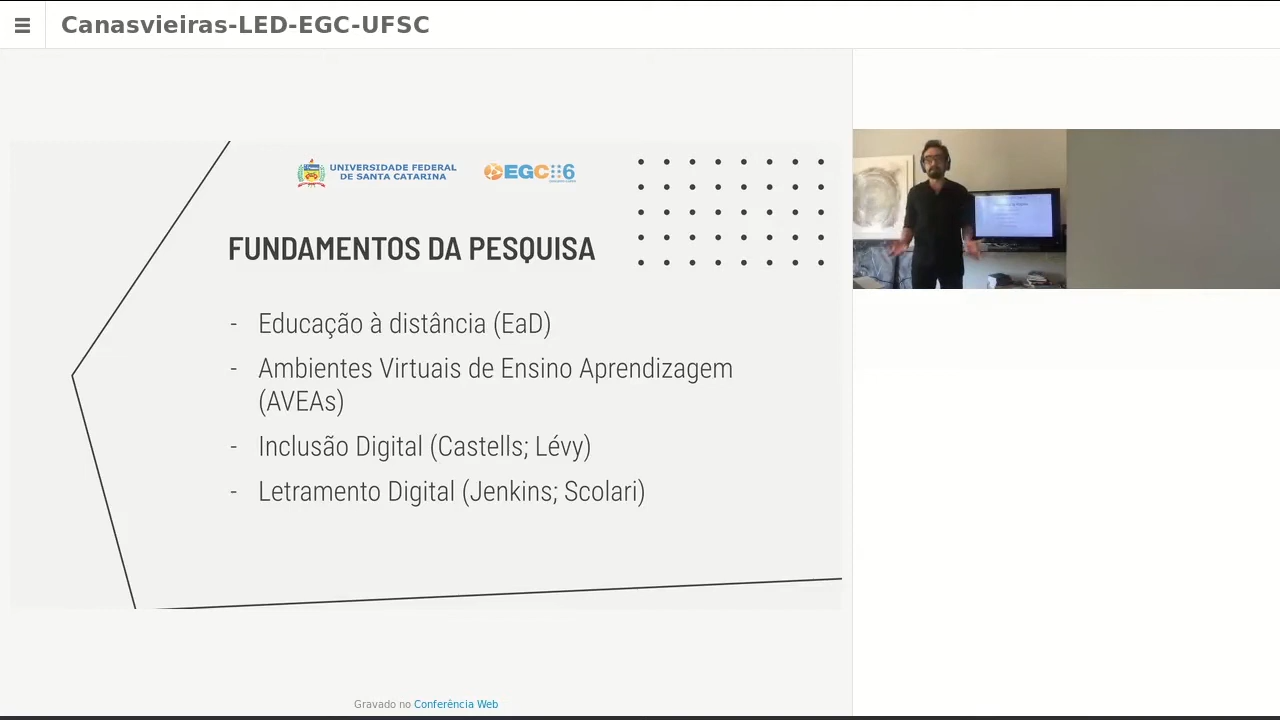 Canasvieiras-LED-EGC-UFSC
UNIVERSIDADE FEDERAL
DE SANTA CATARINA
EGC 6
FUNDAMENTOS DA PESQUISA
- Educação à distância (EaD)
- Ambientes Virtuais de Ensino Aprendizagem
(AVEAs)
- Inclusão Digital (Castells; Lévy)
- Letramento Digital (Jenkins; Scolari)
Gravado no Conferência Web